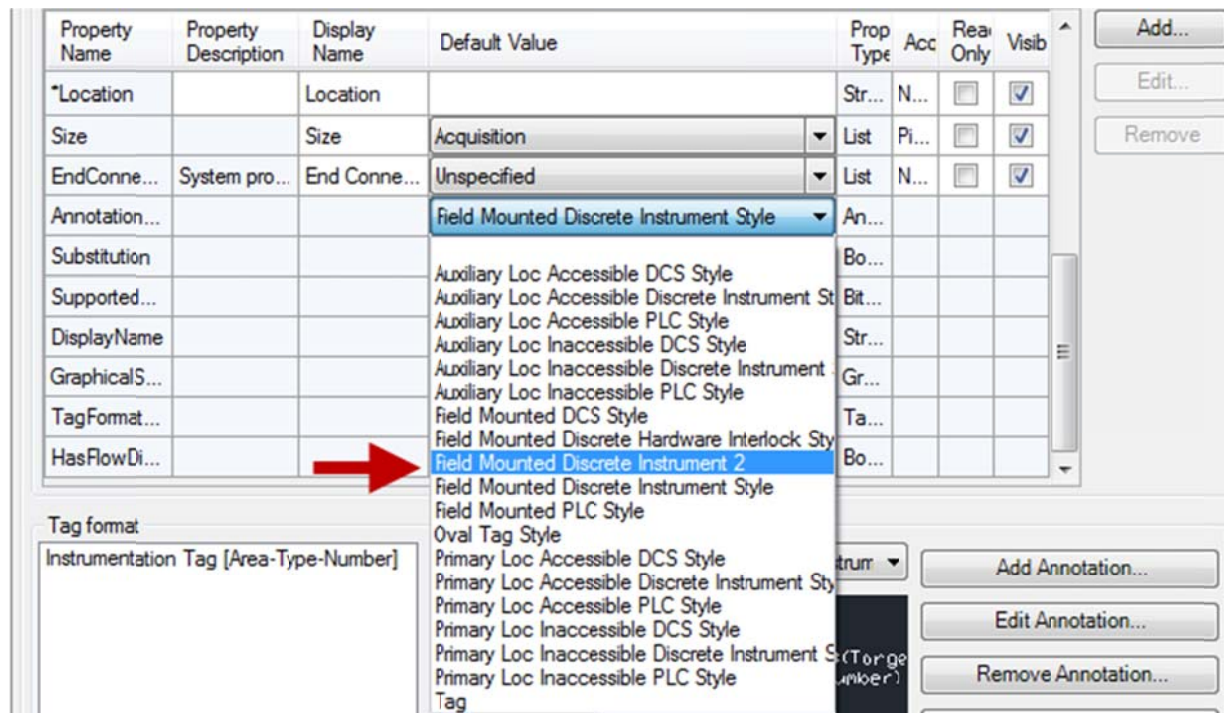 Property Name Property Description Display Name Default Value Prop Type Acc Rea Only Visib
Add...
*Location Location Str... N...
Edit...
Size Size Acquisition List Pi...
Remove
EndConne... System pro... End Conne... Unspecified List N...
Annotation... Field Mounted Discrete Instrument Style An...
Substitution Bo...
Supported... Bit...
DisplayName Str...
GraphicalS... Gr...
TagFormat... Ta...
HasFlowDi... Bo...
Auxiliary Loc Accessible DCS Style
Auxiliary Loc Accessible Discrete Instrument St
Auxiliary Loc Accessible PLC Style
Auxiliary Loc Inaccessible DCS Style
Auxiliary Loc Inaccessible Discrete Instrument
Auxiliary Loc Inaccessible PLC Style
Field Mounted DCS Style
Field Mounted Discrete Hardware Interlock Sty
Field Mounted Discrete Instrument 2
Field Mounted Discrete Instrument Style
Field Mounted PLC Style
Oval Tag Style
Primary Loc Accessible DCS Style
Primary Loc Accessible Discrete Instrument Sty
Primary Loc Accessible PLC Style
Primary Loc Inaccessible DCS Style
Primary Loc Inaccessible Discrete Instrument S
Primary Loc Inaccessible PLC Style
Tag
Tag format
Instrumentation Tag [Area-Type-Number]
strum
Add Annotation...
Edit Annotation...
(Targe
umber)
Remove Annotation...